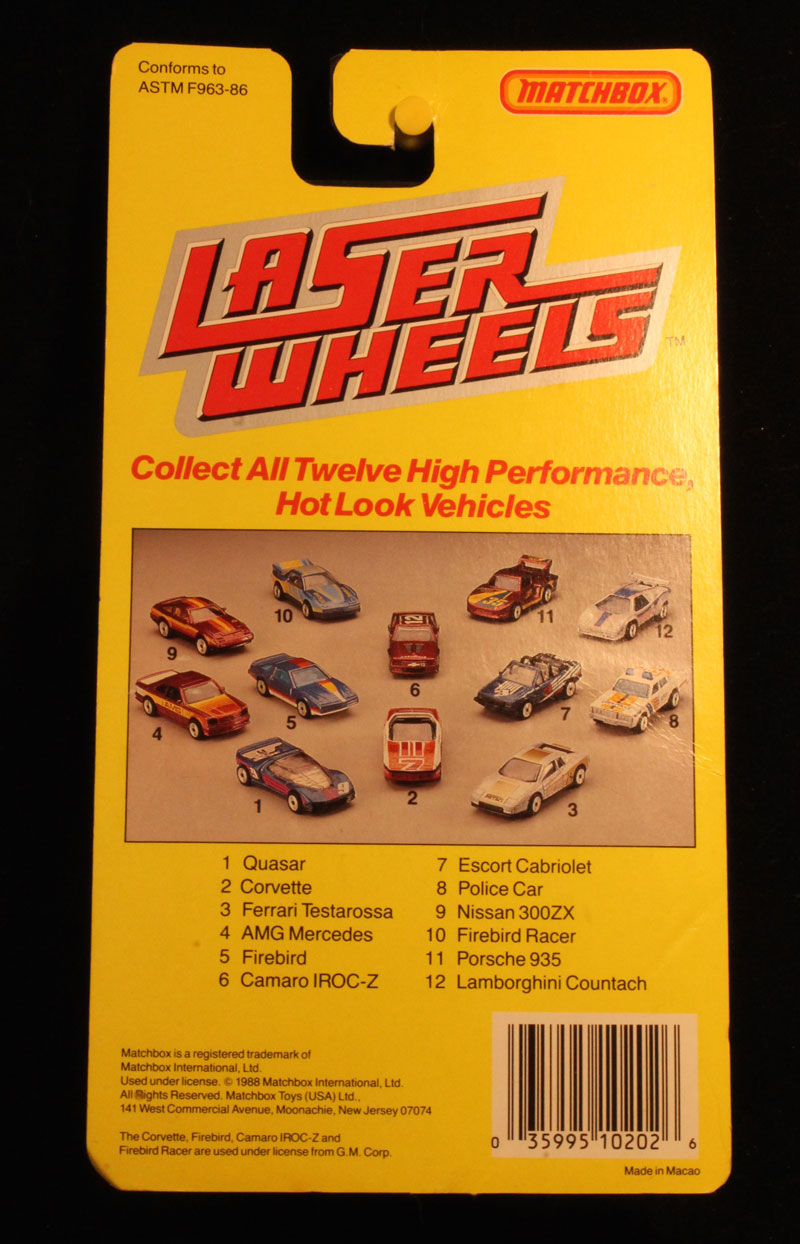 Conforms to
ASTM F963-86
MATCHBOX®
LASER
WHEELS™
Collect All Twelve High Performance,
Hot Look Vehicles
10
11
12
9
6
5
7
8
4
1
2
3
1 Quasar
2 Corvette
3 Ferrari Testarossa
4 AMG Mercedes
5 Firebird
6 Camaro IROC-Z
7 Escort Cabriolet
8 Police Car
9 Nissan 300ZX
10 Firebird Racer
11 Porsche 935
12 Lamborghini Countach
Matchbox is a registered trademark of
Matchbox International, Ltd.
Used under license. © 1988 Matchbox International, Ltd.
All Rights Reserved. Matchbox Toys (USA) Ltd.,
141 West Commercial Avenue, Moonachie, New Jersey 07074
The Corvette, Firebird, Camaro IROC-Z and
Firebird Racer are used under license from G.M. Corp.
0 35995 10202 6
Made in Macao